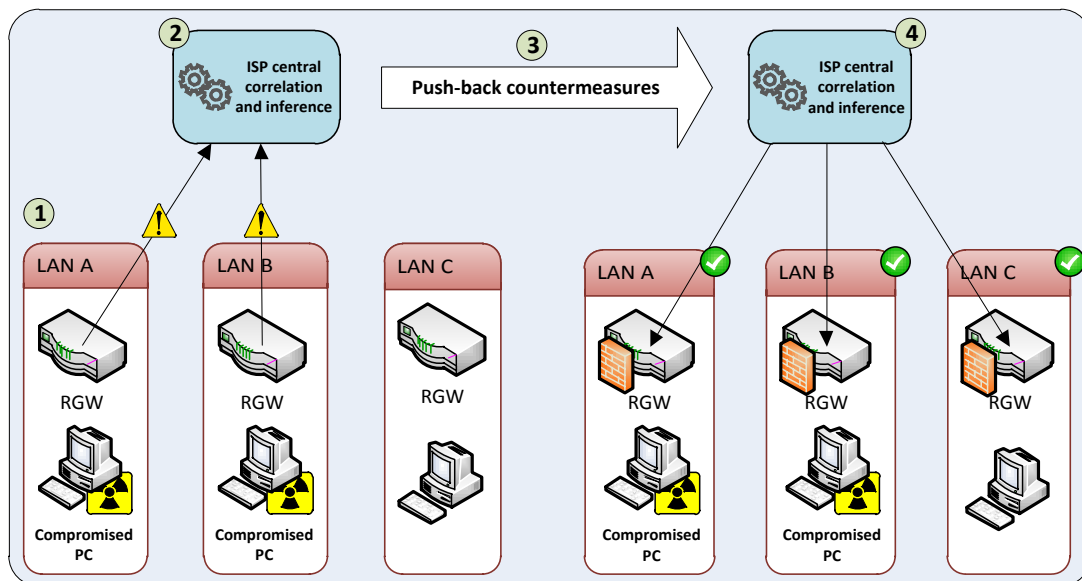 2
ISP central
correlation
and inference
3
Push-back countermeasures
4
ISP central
correlation
and inference
1
LAN A
RGW
Compromised
PC
LAN B
RGW
Compromised
PC
LAN C
RGW
LAN A
RGW
Compromised
PC
LAN B
RGW
Compromised
PC
LAN C
RGW